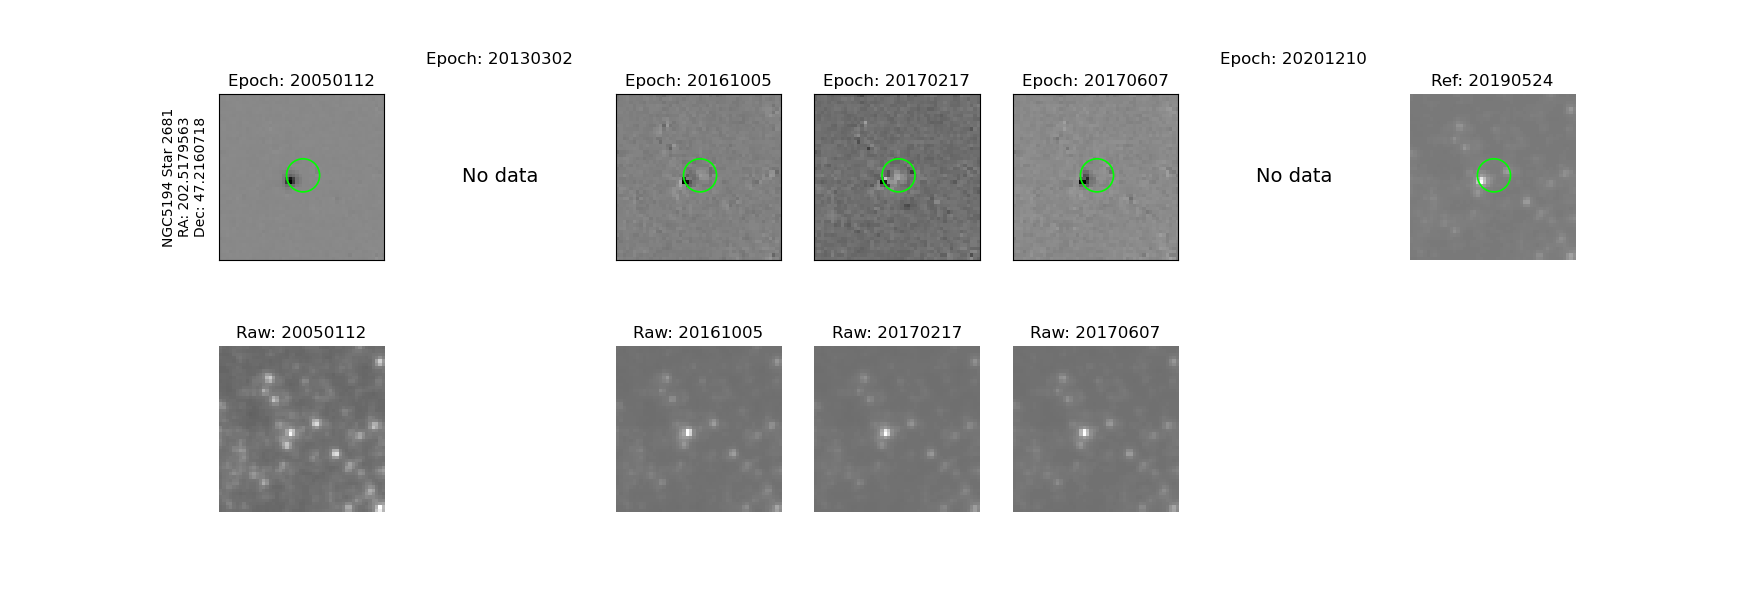 Epoch: 20130302
Epoch: 20201210
Epoch: 20050112
Epoch: 20161005
Epoch: 20170217
Epoch: 20170607
Ref: 20190524
NGC5194 Star 2681
RA: 202.5179563
Dec: 47.2160718
No data
No data
Raw: 20050112
Raw: 20161005
Raw: 20170217
Raw: 20170607